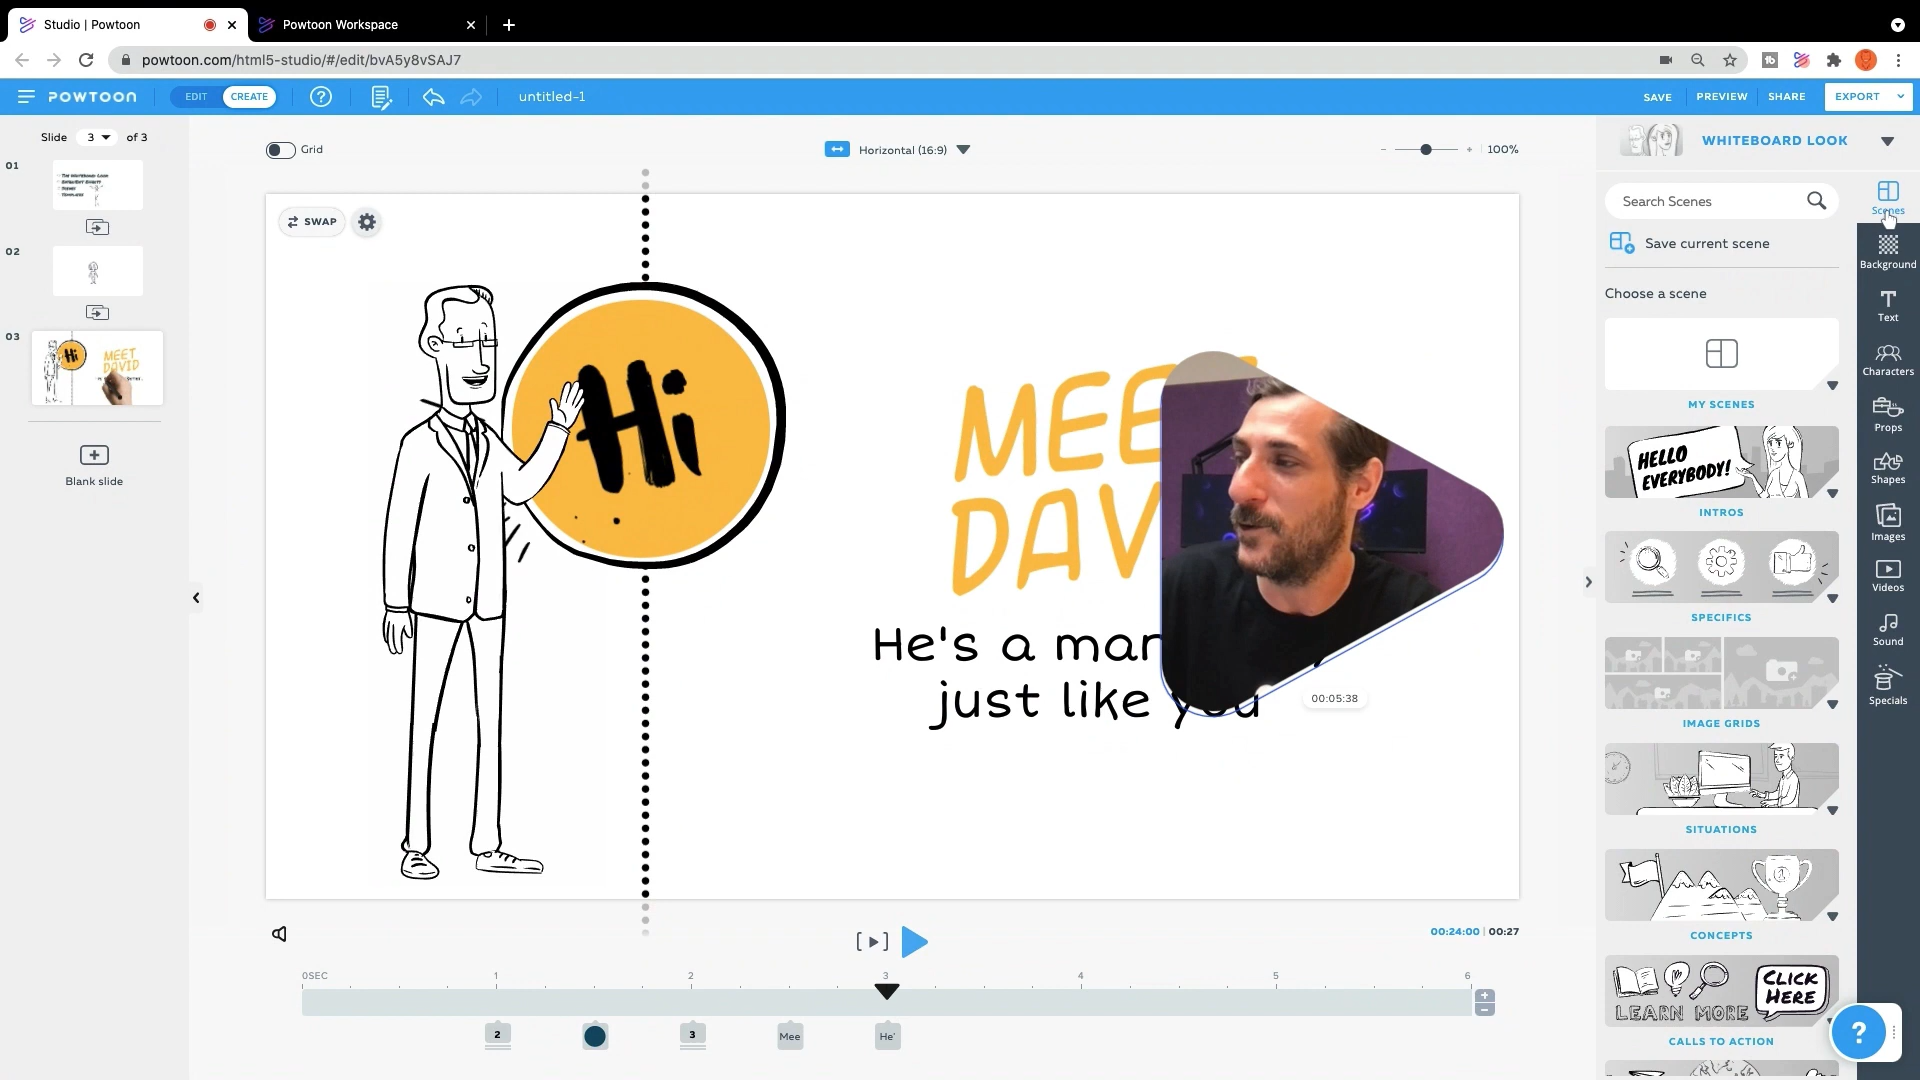 Studio | Powtoon
Powtoon Workspace
powtoon.com/html5-studio/#/edit/bvA5y8vSAJ7
POWTOON
EDIT
CREATE
untitled-1
SAVE
PREVIEW
SHARE
EXPORT
Slide
3
of 3
Grid
Horizontal (16:9)
100%
WHITEBOARD LOOK
01
02
03
Hi
MEET
DAVID
Blank slide
SWAP
Hi
MEE
DAV
He's a man
just like you
00:05:38
Search Scenes
Save current scene
Choose a scene
MY SCENES
HELLO
EVERYBODY!
INTROS
SPECIFICS
IMAGE GRIDS
SITUATIONS
CONCEPTS
CLICK
HERE
LEARN MORE
CALLS TO ACTION
Scenes
Background
Text
Characters
Props
Shapes
Images
Videos
Sound
Specials
00:24:00 | 00:27
0SEC
1
2
3
4
5
6
2
3
Mee
He'
?